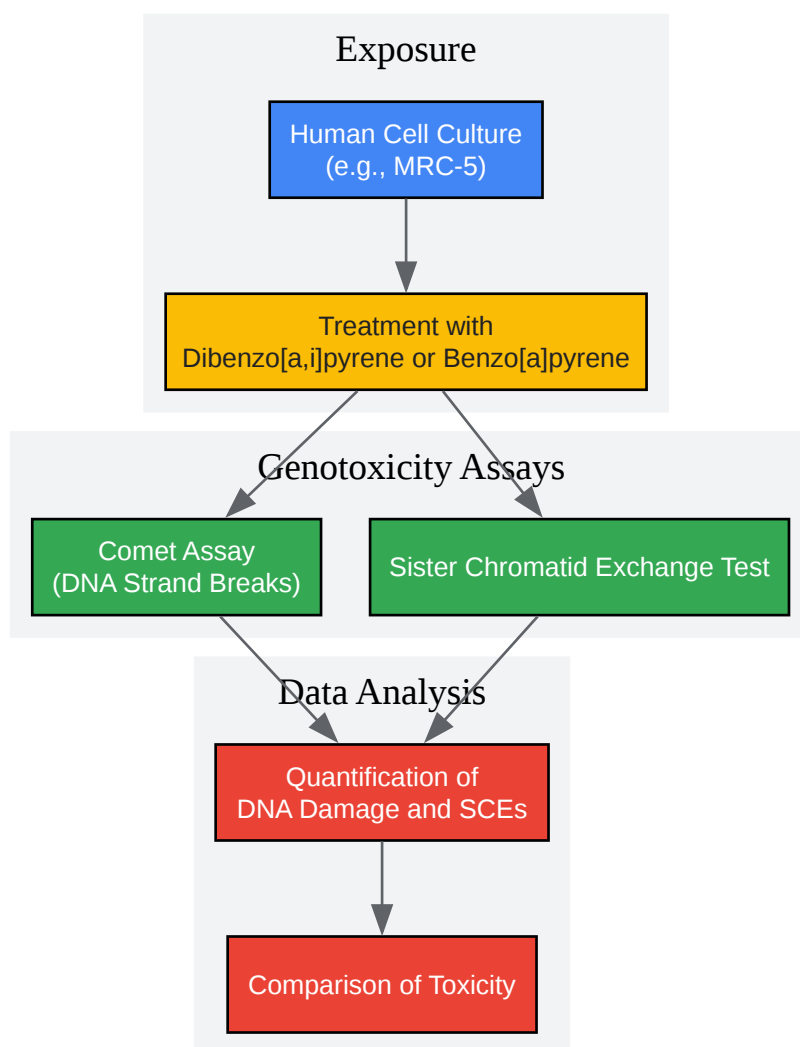 Exposure
Human Cell Culture
(e.g., MRC-5)
Treatment with
Dibenzo[a,i]pyrene or Benzo[a]pyrene
Genotoxicity Assays
Comet Assay
(DNA Strand Breaks)
Sister Chromatid Exchange Test
Data Analysis
Quantification of
DNA Damage and SCEs
Comparison of Toxicity